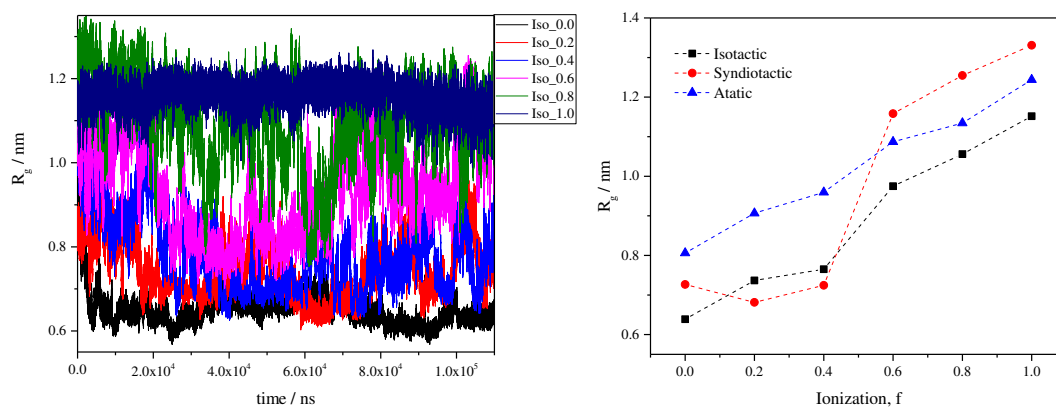 Iso_0.0
Iso_0.2
Iso_0.4
Iso_0.6
Iso_0.8
Iso_1.0
1.2
1.0
0.8
0.6
R_g / nm
0.0 2.0x10^4 4.0x10^4 6.0x10^4 8.0x10^4 1.0x10^5
time / ns
1.4
1.2
1.0
0.8
0.6
R_g / nm
Isotactic
Syndiotactic
Atatic
0.0 0.2 0.4 0.6 0.8 1.0
Ionization, f